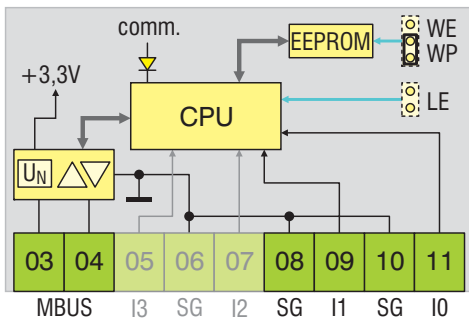 comm.
WE
EEPROM
WP
+3,3V
LE
CPU
UN
03 04 05 06 07 08 09 10 11
MBUS I3 SG I2 SG I1 SG I0